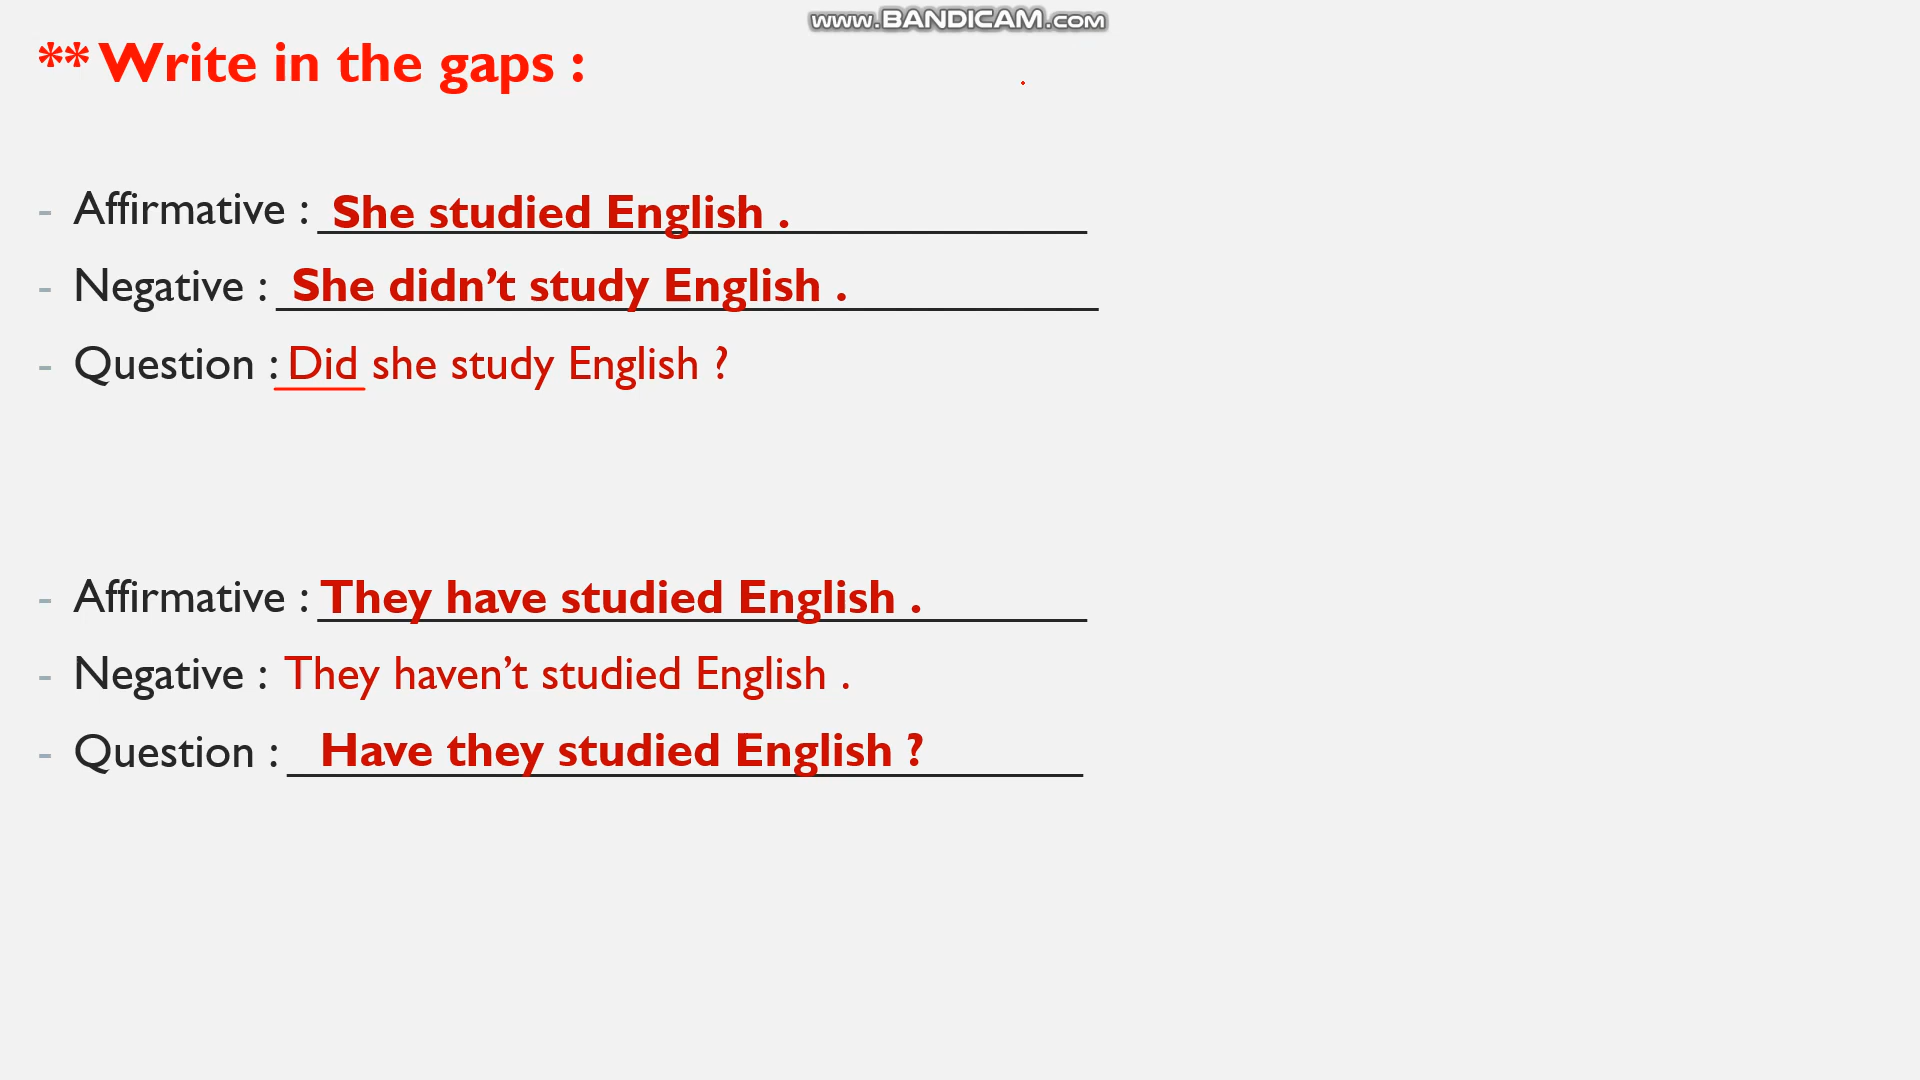 www.BANDICAM.com
** Write in the gaps :
- Affirmative : She studied English .
- Negative : She didn’t study English .
- Question : Did she study English ?
- Affirmative : They have studied English .
- Negative : They haven’t studied English .
- Question : Have they studied English ?